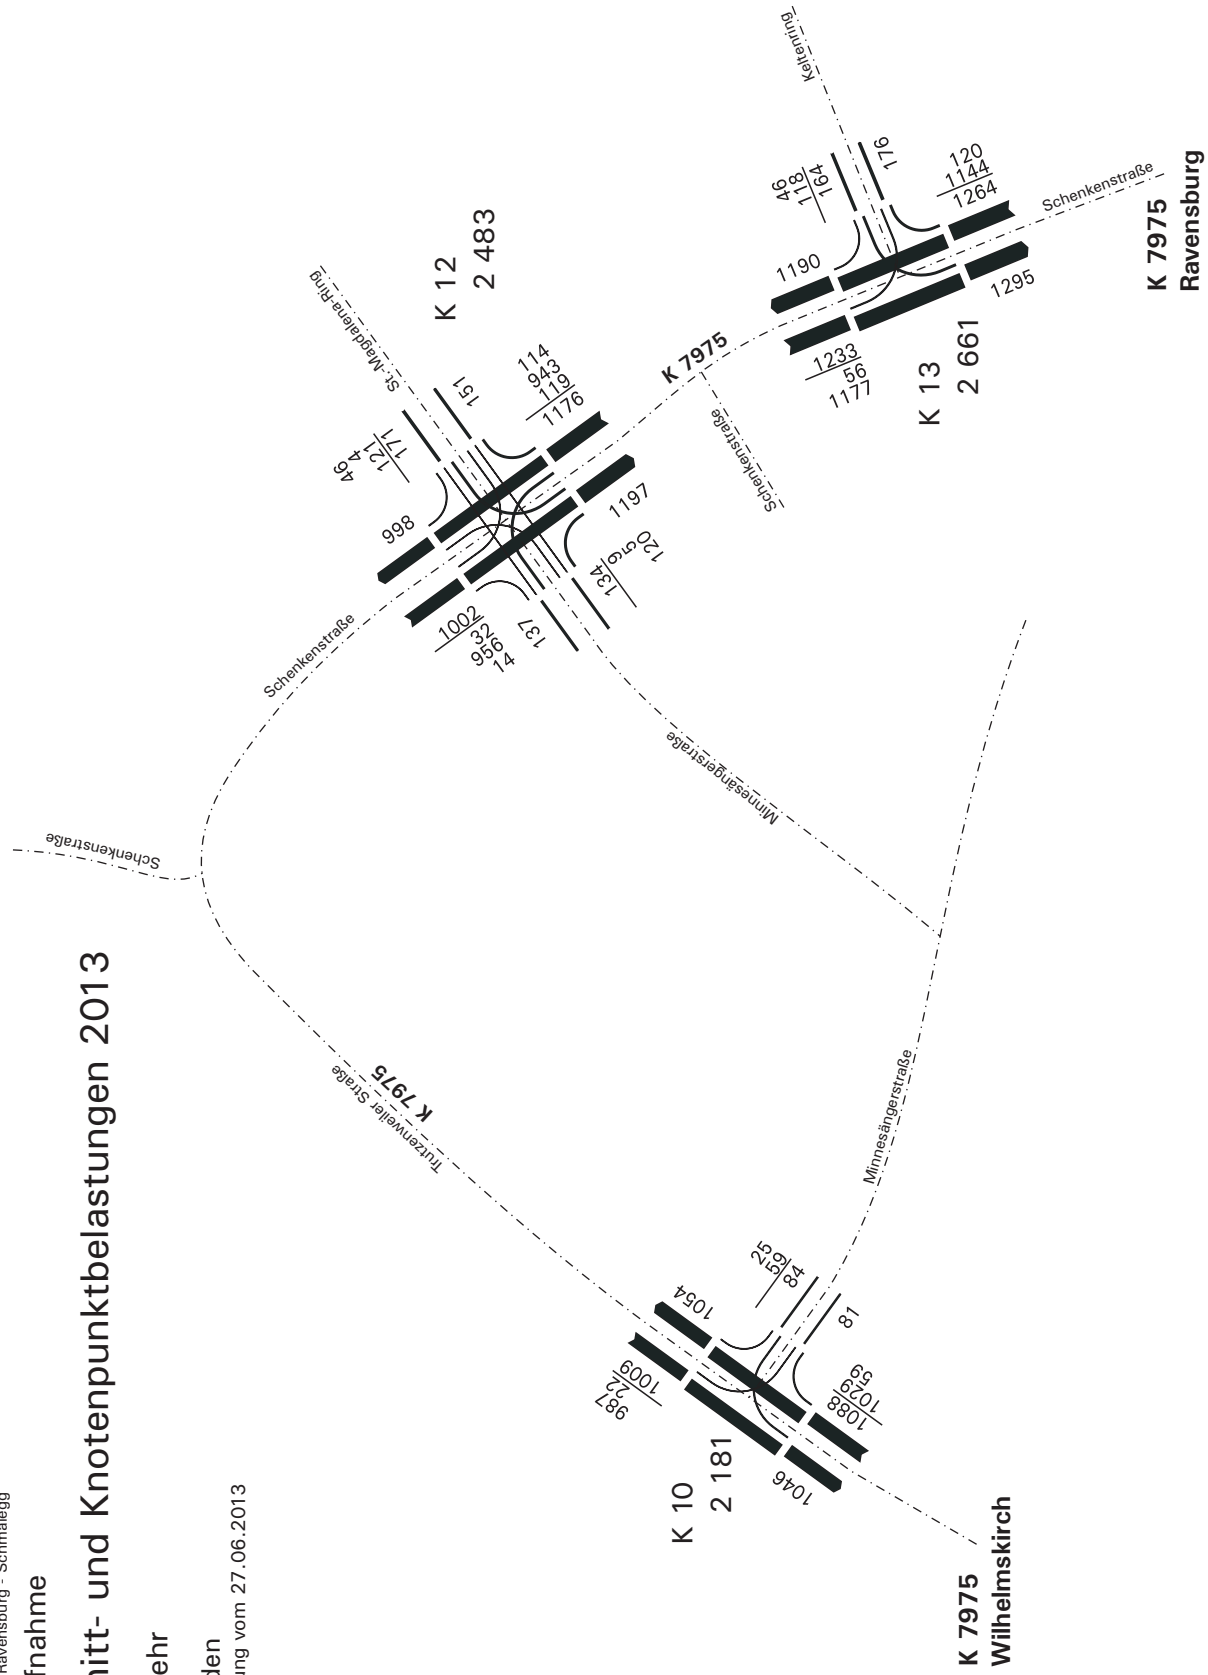 Ravensburg - Schmalegg
fnahme
nitt- und Knotenpunktbelastungen 2013
ehr
den
ung vom 27.06.2013
Keltenring
46
118
164
176
120
1144
1264
1190
1295
1233
56
1177
K 13
2 661
Schenkenstraße
K 7975
Ravensburg
St.-Magdalena-Ring
K 12
2 483
151
46
4
121
171
114
943
119
1176
998
1197
134
9
5
120
1002
32
956
14
137
K 7975
Schenkenstraße
Schenkenstraße
Schenkenstraße
Minnesängerstraße
Minnesängerstraße
K 7975
Trutzenweiler Straße
1054
25
59
84
81
59
1029
1088
1009
22
987
1046
K 10
2 181
K 7975
Wilhelmskirch